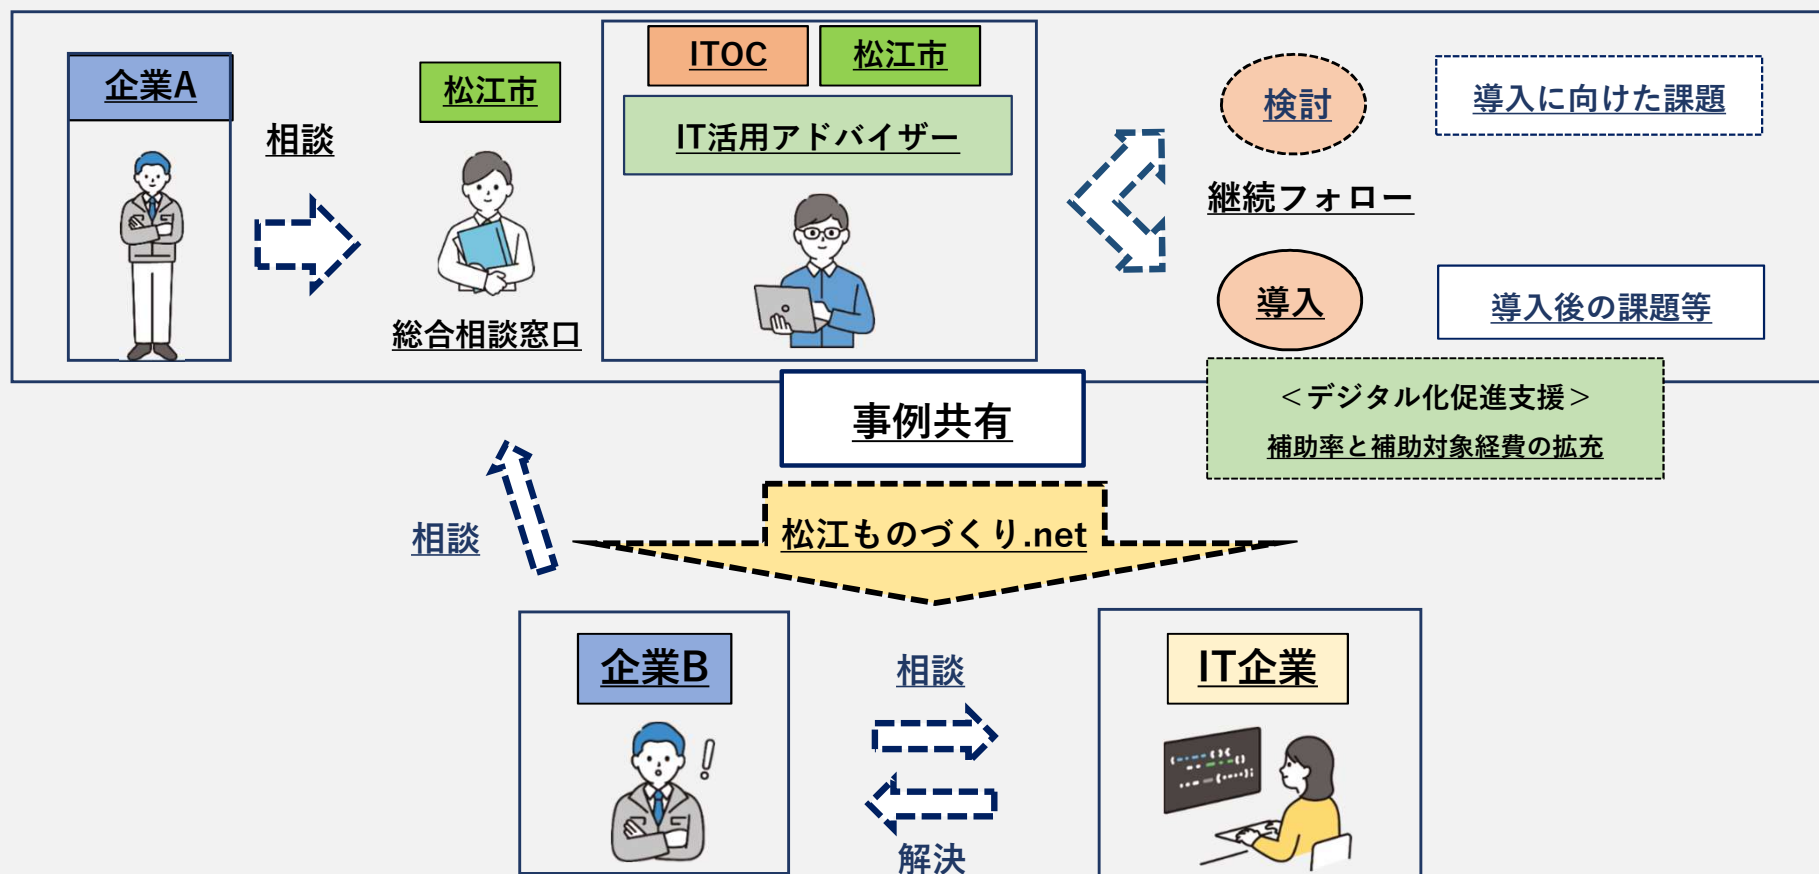 企業A
相談
松江市
総合相談窓口
ITOC
松江市
IT活用アドバイザー
検討
導入に向けた課題
継続フォロー
導入
導入後の課題等
＜デジタル化促進支援＞
補助率と補助対象経費の拡充
事例共有
松江ものづくり.net
相談
企業B
相談
解決
IT企業